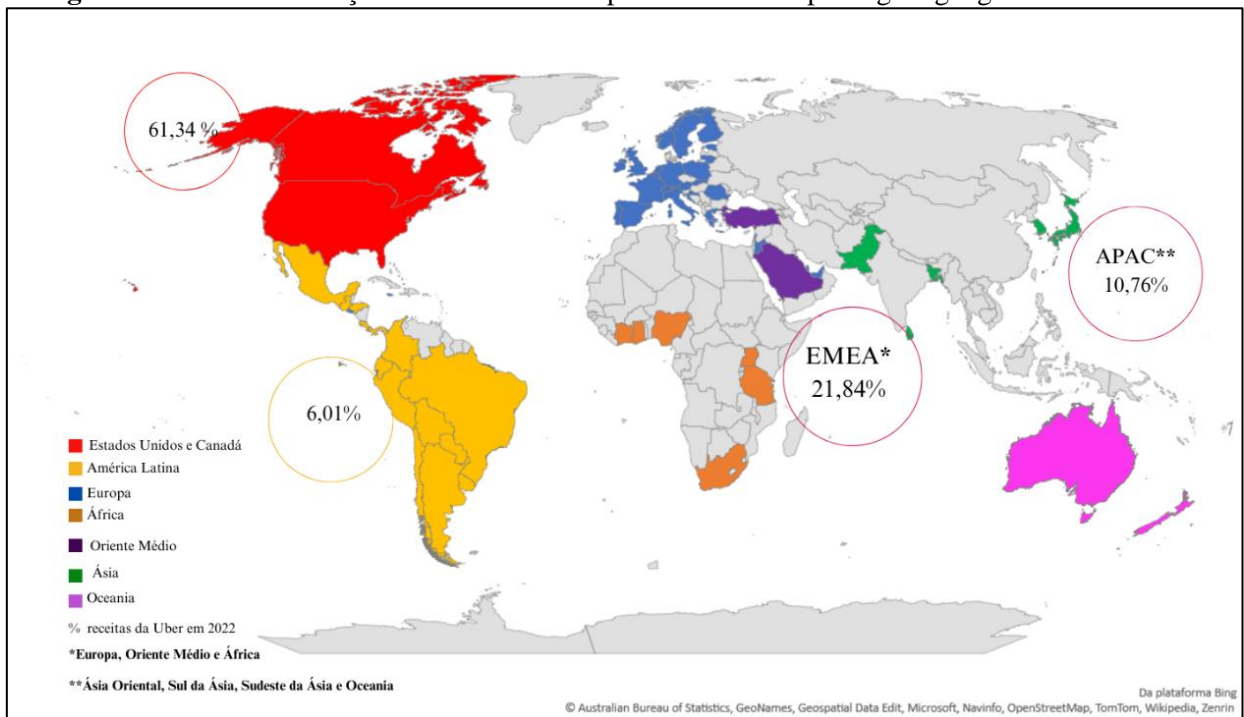 61,34 %
APAC**
10,76%
EMEA*
21,84%
6,01%
Estados Unidos e Canadá
América Latina
Europa
África
Oriente Médio
Ásia
Oceania
% receitas da Uber em 2022
*Europa, Oriente Médio e África
**Ásia Oriental, Sul da Ásia, Sudeste da Ásia e Oceania
Da plataforma Bing
© Australian Bureau of Statistics, GeoNames, Geospatial Data Edit, Microsoft, Navinfo, OpenStreetMap, TomTom, Wikipedia, Zenrin